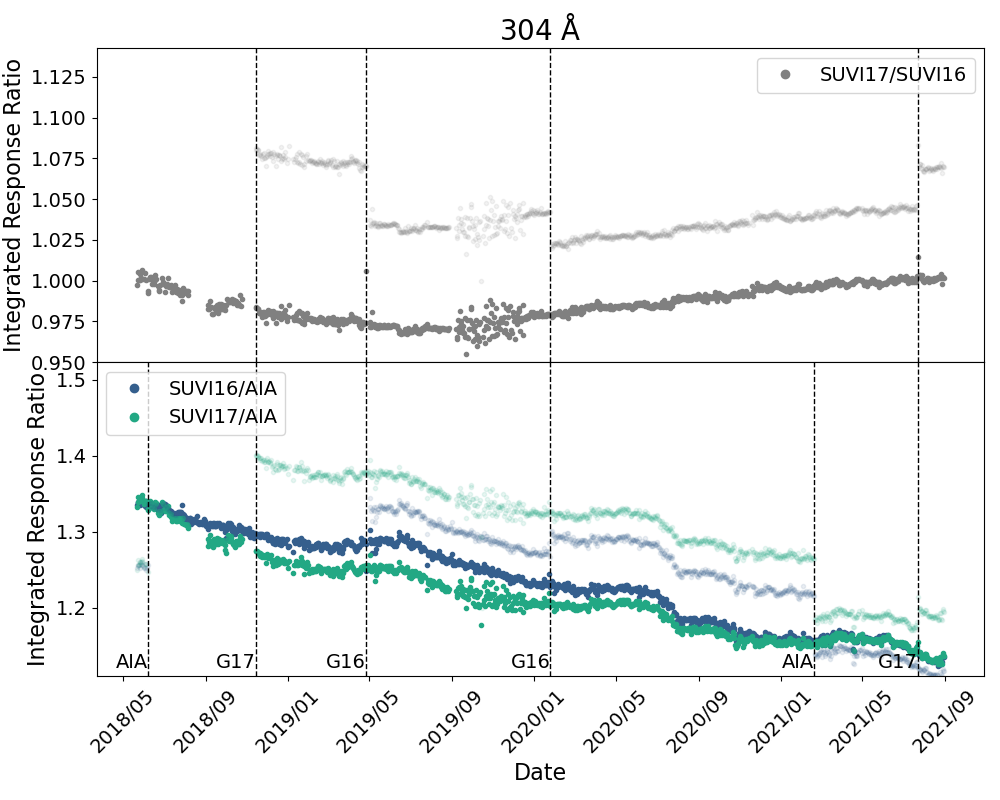 304 Å
Integrated Response Ratio
1.125
1.100
1.075
1.050
1.025
1.000
0.975
0.950
SUVI17/SUVI16
Integrated Response Ratio
1.5
1.4
1.3
1.2
SUVI16/AIA
SUVI17/AIA
AIA
G17
G16
G16
AIA
G17
2018/05
2018/09
2019/01
2019/05
2019/09
2020/01
2020/05
2020/09
2021/01
2021/05
2021/09
Date